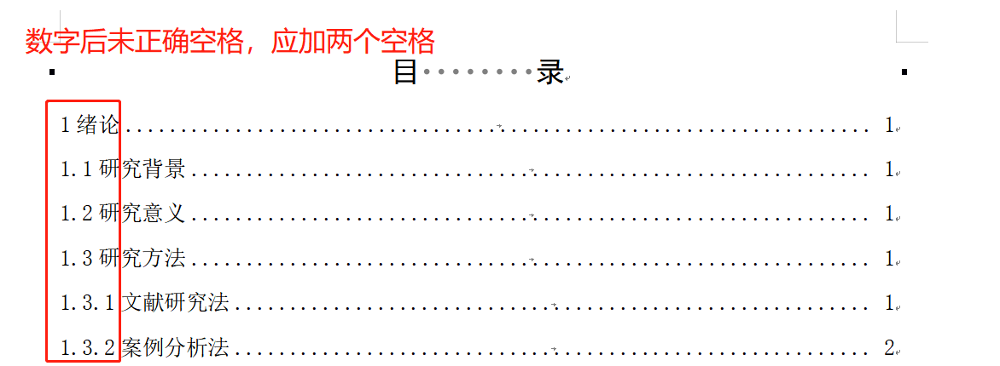 数字后未正确空格，应加两个空格
目········录
1 绪论.................................................................... 1
1.1 研究背景.............................................................. 1
1.2 研究意义.............................................................. 1
1.3 研究方法.............................................................. 1
1.3.1 文献研究法.......................................................... 1
1.3.2 案例分析法.......................................................... 2